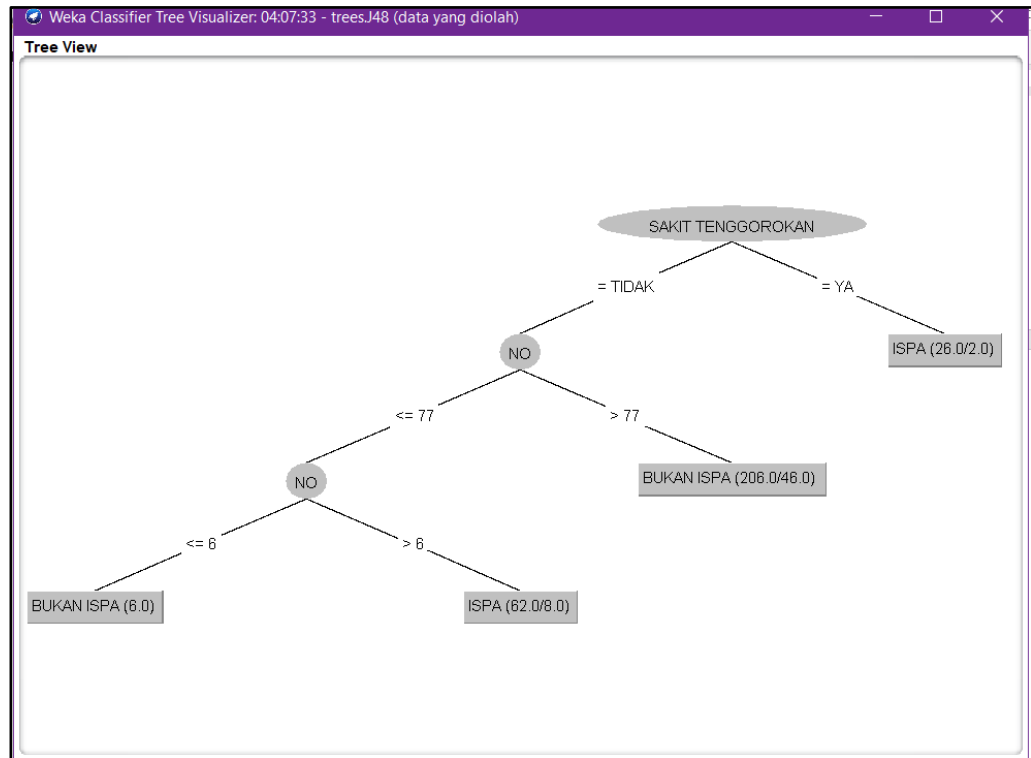 Weka Classifier Tree Visualizer: 04:07:33 - trees.J48 (data yang diolah)
Tree View
SAKIT TENGGOROKAN
= TIDAK
= YA
NO
ISPA (26.0/2.0)
<= 77
> 77
NO
BUKAN ISPA (206.0/46.0)
<= 6
> 6
BUKAN ISPA (6.0)
ISPA (62.0/8.0)